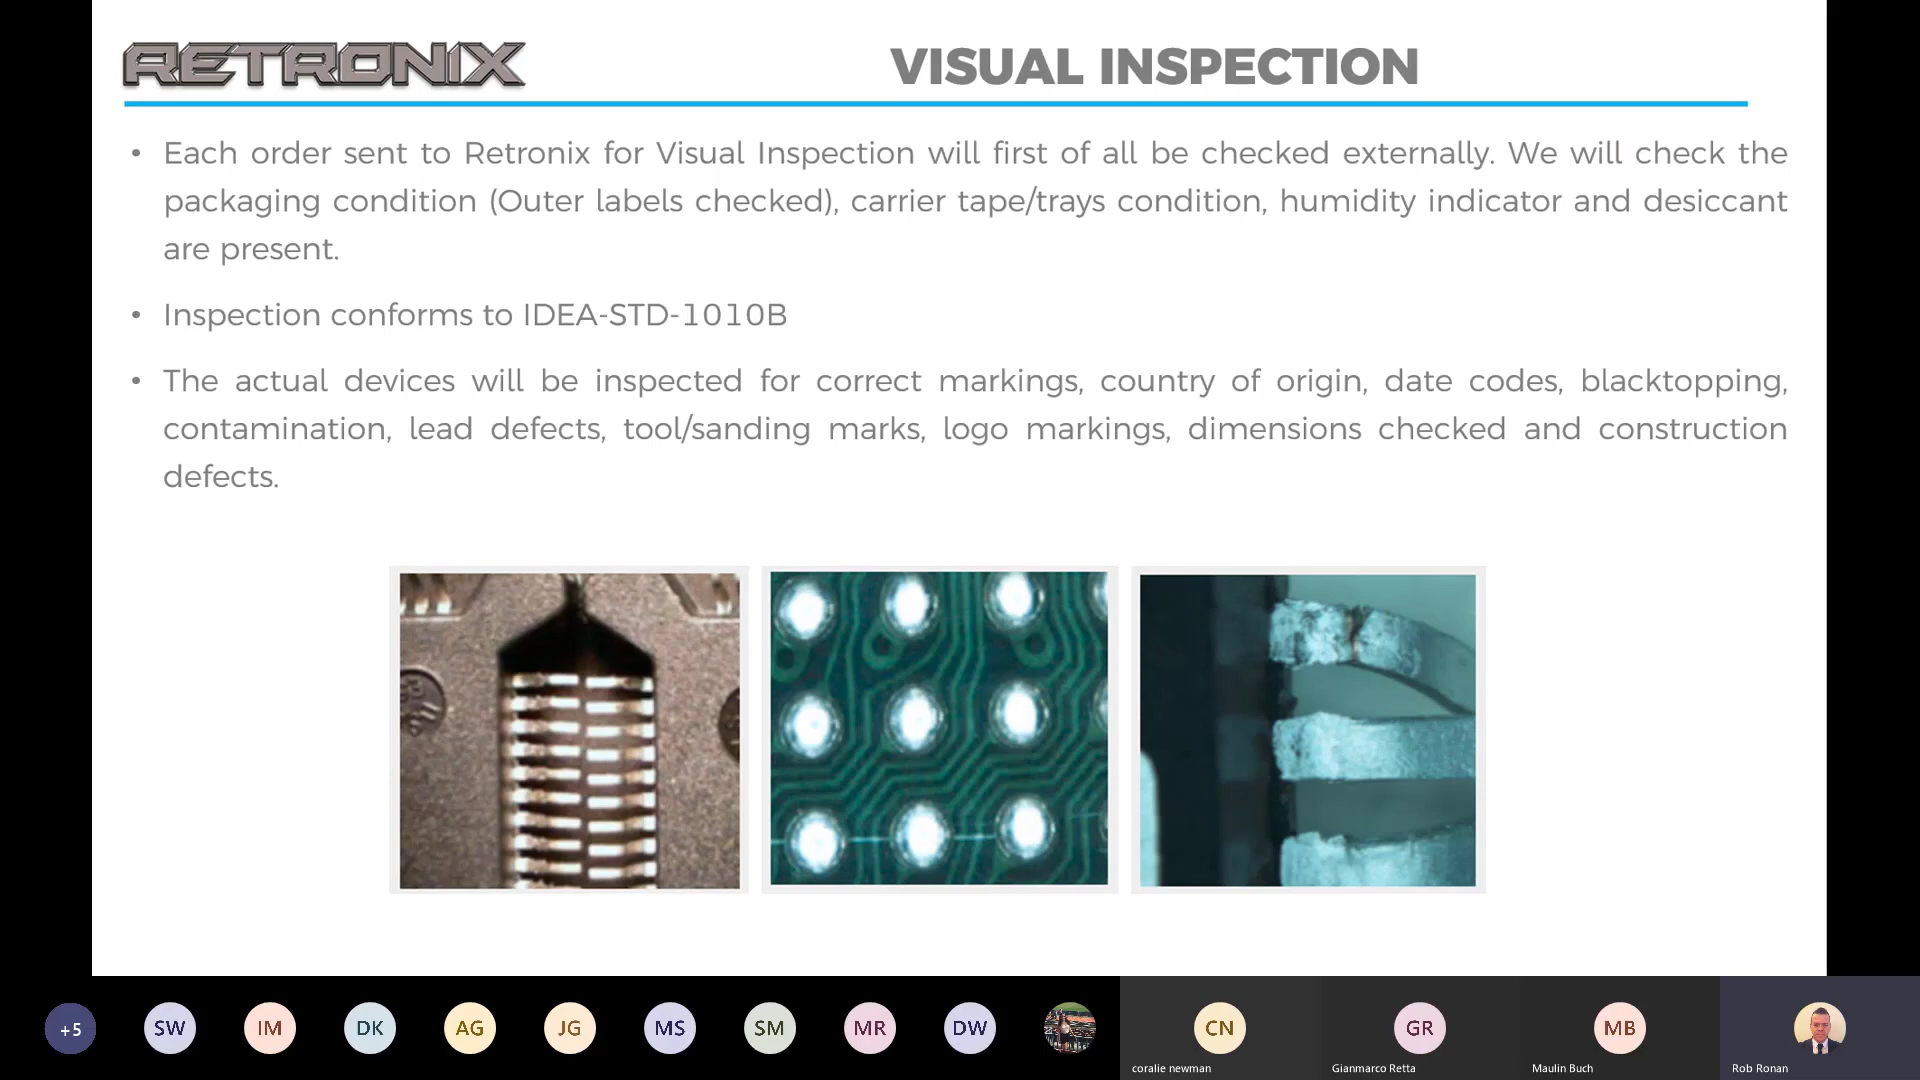 RETRONIX
VISUAL INSPECTION
• Each order sent to Retronix for Visual Inspection will first of all be checked externally. We will check the
packaging condition (Outer labels checked), carrier tape/trays condition, humidity indicator and desiccant
are present.
• Inspection conforms to IDEA-STD-1010B
• The actual devices will be inspected for correct markings, country of origin, date codes, blacktopping,
contamination, lead defects, tool/sanding marks, logo markings, dimensions checked and construction
defects.
+5 SW IM DK AG JG MS SM MR DW CN GR MB
coralie newman Gianmarco Retta Maulin Buch Rob Ronan